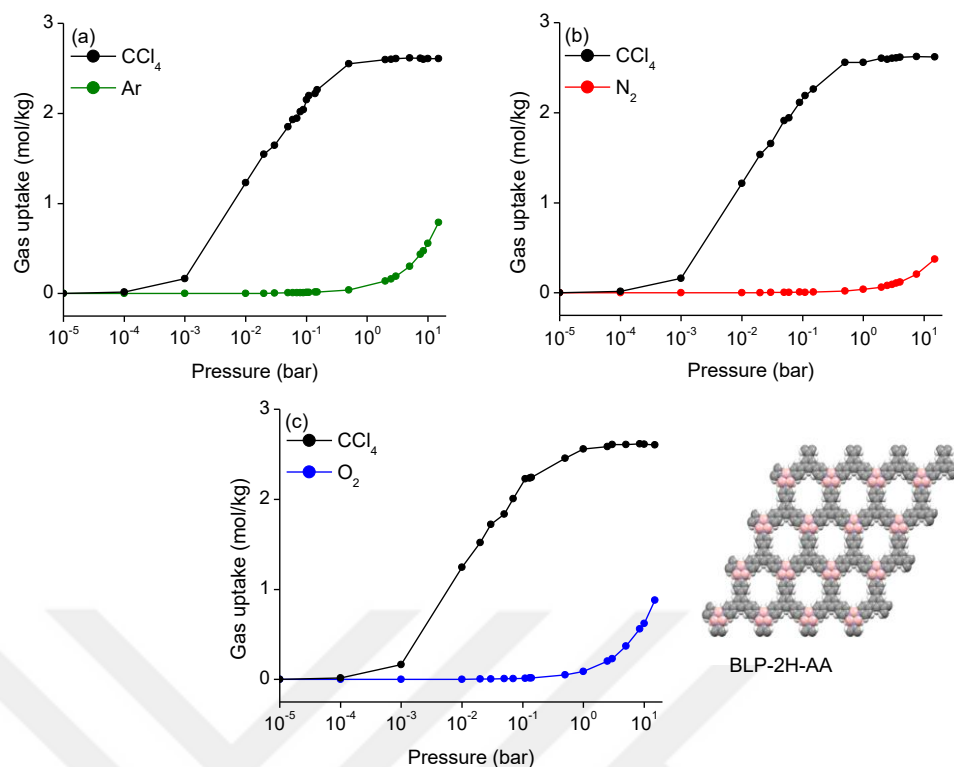 (a)
CCl₄
Ar
Gas uptake (mol/kg)
3
2
1
0
10⁻⁵ 10⁻⁴ 10⁻³ 10⁻² 10⁻¹ 10⁰ 10¹
Pressure (bar)
(b)
CCl₄
N₂
Gas uptake (mol/kg)
3
2
1
0
10⁻⁵ 10⁻⁴ 10⁻³ 10⁻² 10⁻¹ 10⁰ 10¹
Pressure (bar)
(c)
CCl₄
O₂
Gas uptake (mol/kg)
3
2
1
0
10⁻⁵ 10⁻⁴ 10⁻³ 10⁻² 10⁻¹ 10⁰ 10¹
Pressure (bar)
BLP-2H-AA